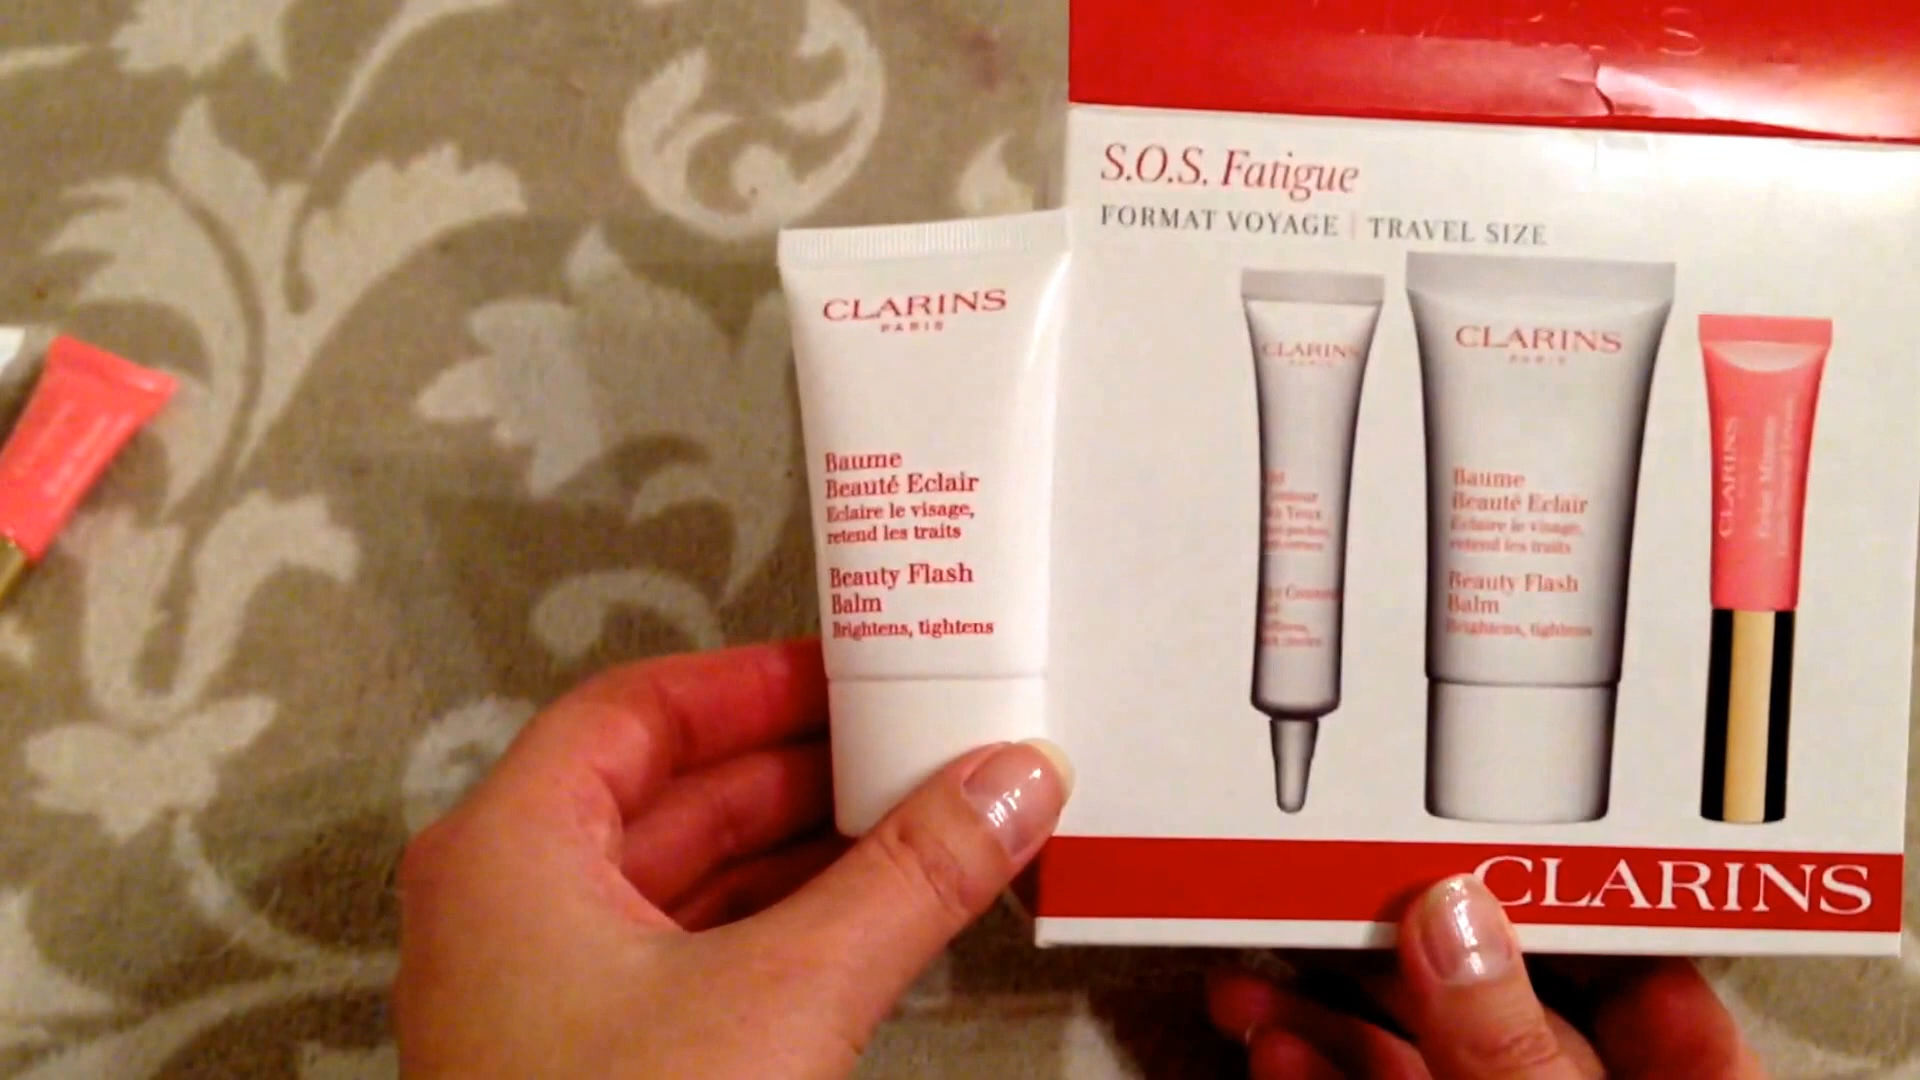 CLARINS
PARIS
Baume
Beauté Eclair
Eclaire le visage,
retend les traits
Beauty Flash
Balm
Brightens, tightens
S.O.S. Fatigue
FORMAT VOYAGE | TRAVEL SIZE
CLARINS
PARIS
Yeux
CLARINS
PARIS
Baume
Beauté Eclair
Eclaire le visage,
retend les traits
Beauty Flash
Balm
Brightens, tightens
CLARINS
CLARINS